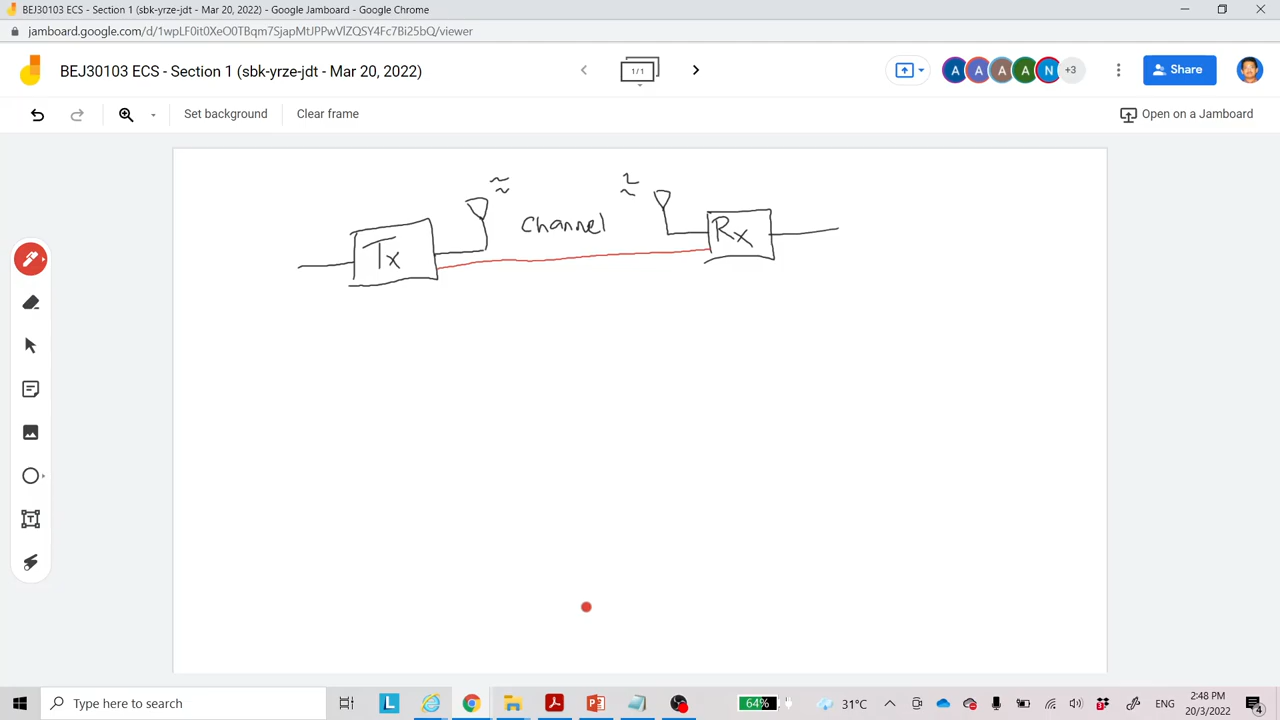 BEJ30103 ECS - Section 1 (sbk-yrze-jdt - Mar 20, 2022) - Google Jamboard - Google Chrome
jamboard.google.com/d/1wpLF0it0XeO0TBqm7SjapMtJPPwVlZQSY4Fc7Bi25bQ/viewer
BEJ30103 ECS - Section 1 (sbk-yrze-jdt - Mar 20, 2022)
1/1
A A A A N +3
Share
Set background
Clear frame
Open on a Jamboard
Tx
Channel
Rx
Type here to search
L
64%
31°C
ENG
2:48 PM
20/3/2022
4